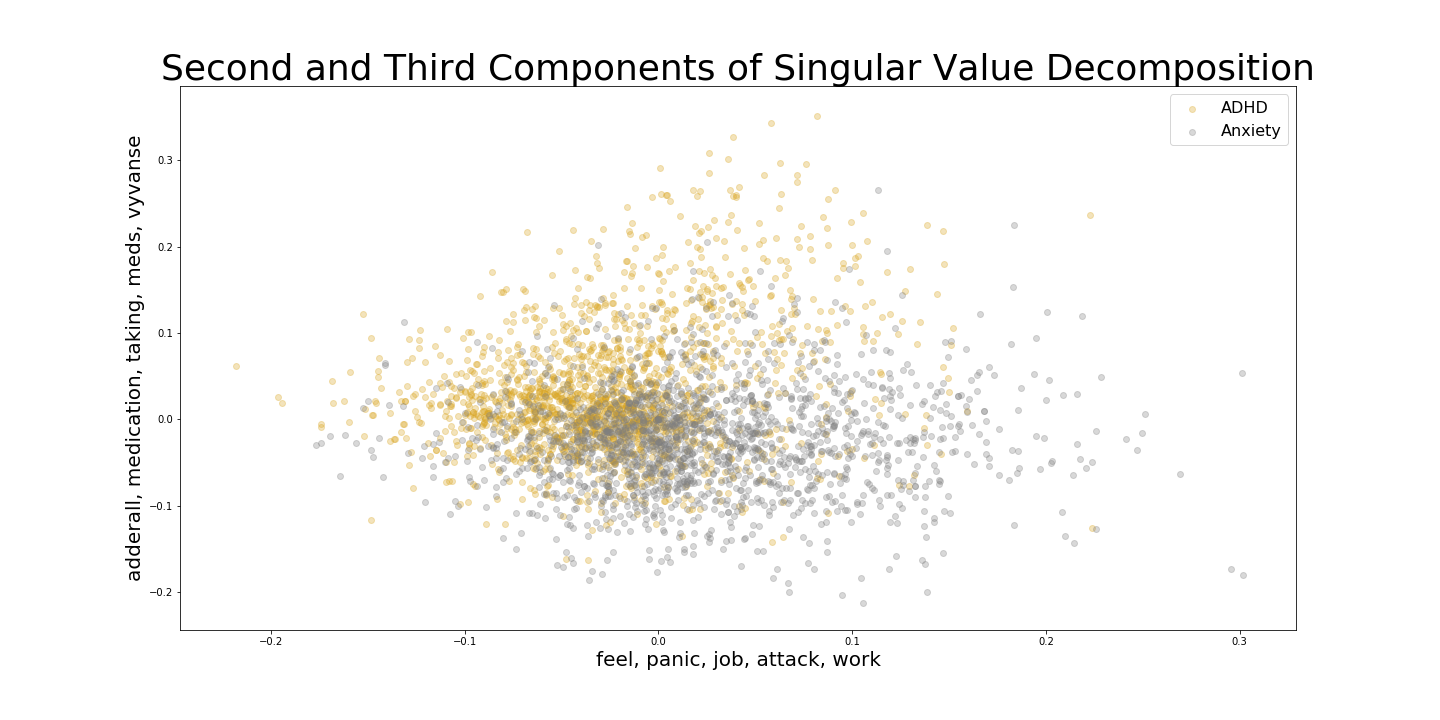 Second and Third Components of Singular Value Decomposition
ADHD
Anxiety
adderall, medication, taking, meds, vyvanse
0.3
0.2
0.1
0.0
−0.1
−0.2
−0.2
−0.1
0.0
0.1
0.2
0.3
feel, panic, job, attack, work